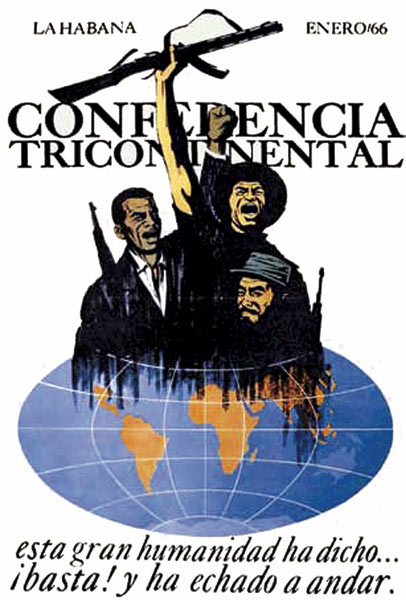 LA HABANA ENERO/66
CONFERENCIA
TRICONTINENTAL
esta gran humanidad ha dicho...
¡basta! y ha echado a andar.